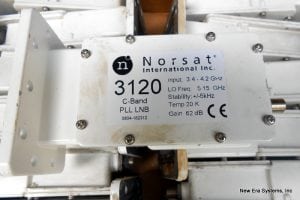 n Norsat
International Inc.
3120
C-Band
PLL LNB
Input: 3.4 - 4.2 GHz
LO Freq: 5.15 GHz
Stability: +/-5kHz
Temp 20 K
Gain: 62 dB
CE
New Era Systems, Inc